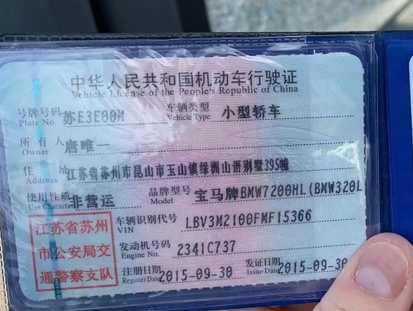 中华人民共和国机动车行驶证
Vehicle License of the People's Republic of China
号牌号码 苏E3E00M 车辆类型 小型轿车
Plate No. Vehicle Type
所有人 唐唯一
Owner
住址 江苏省苏州市昆山市玉山镇绿洲山语别墅395幢
Address
使用性质 非营运 品牌型号 宝马牌BMW7200HL(BMW320L
Use Character Model
江苏省苏州 车辆识别代号 LBV3M2100FMF15366
VIN
市公安局交 发动机号码 2341C737
Engine No.
通警察支队 注册日期 2015-09-30 发证日期 2015-09-30
Register Date Issue Date